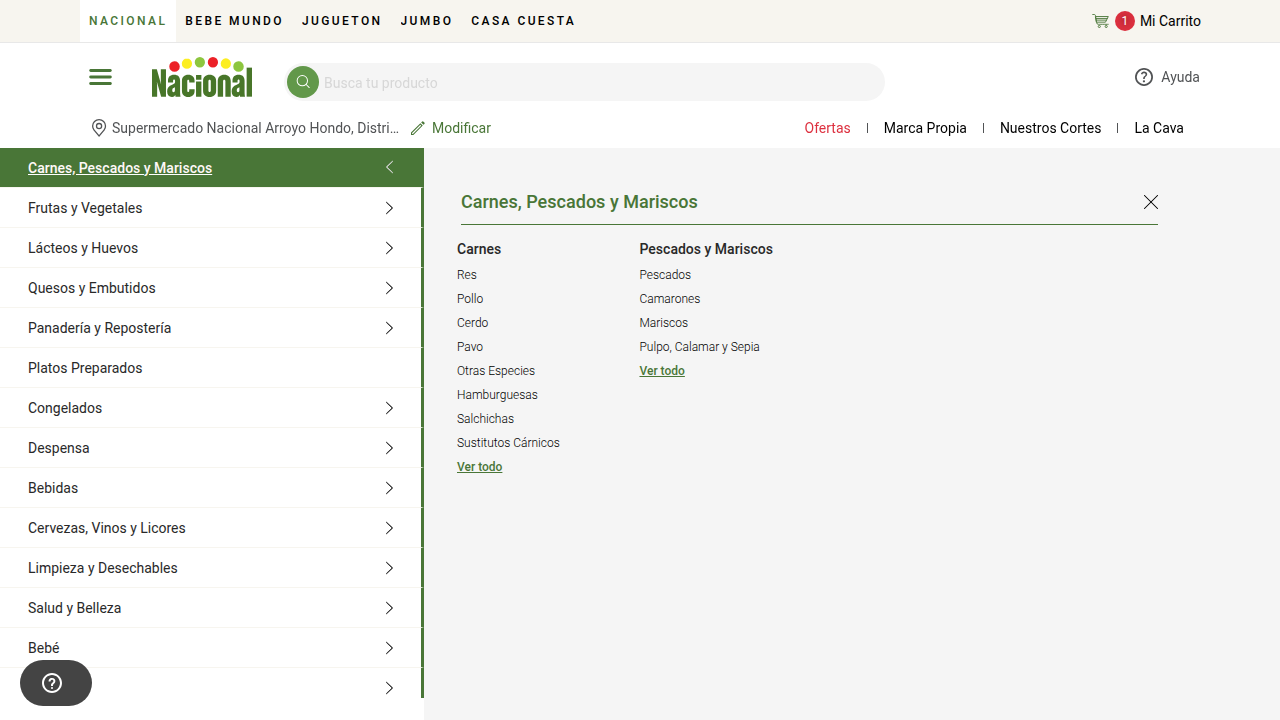 NACIONAL BEBE MUNDO JUGUETON JUMBO CASA CUESTA 1 Mi Carrito
Nacional Busca tu producto Ayuda
Supermercado Nacional Arroyo Hondo, Distri... Modificar Ofertas Marca Propia Nuestros Cortes La Cava
Carnes, Pescados y Mariscos
Frutas y Vegetales
Lácteos y Huevos
Quesos y Embutidos
Panadería y Repostería
Platos Preparados
Congelados
Despensa
Bebidas
Cervezas, Vinos y Licores
Limpieza y Desechables
Salud y Belleza
Bebé
Carnes, Pescados y Mariscos
Carnes
Res
Pollo
Cerdo
Pavo
Otras Especies
Hamburguesas
Salchichas
Sustitutos Cárnicos
Ver todo
Pescados y Mariscos
Pescados
Camarones
Mariscos
Pulpo, Calamar y Sepia
Ver todo